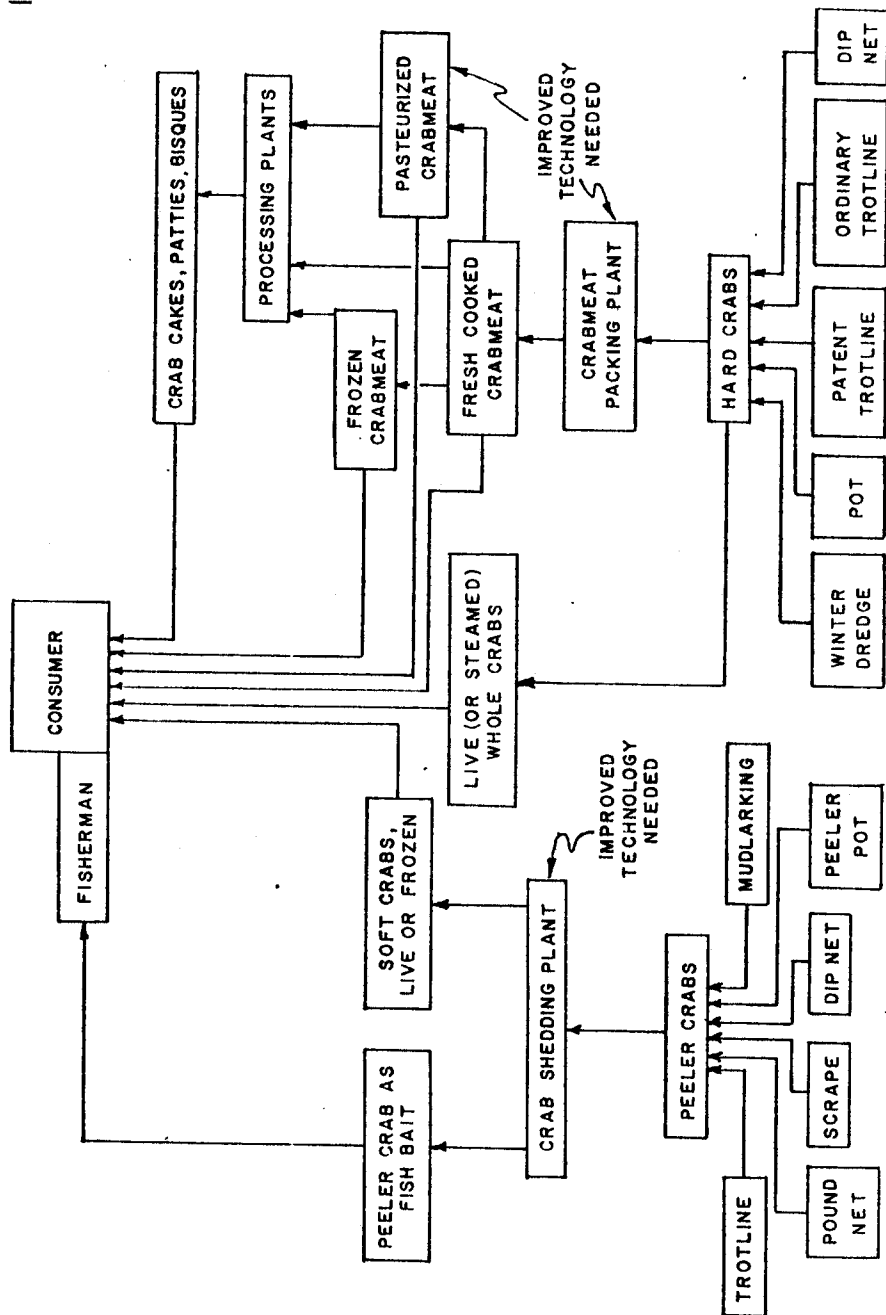 CONSUMER
FISHERMAN
CRAB CAKES, PATTIES, BISQUES
PROCESSING PLANTS
FROZEN
CRABMEAT
PASTEURIZED
CRABMEAT
PEELER CRAB AS
FISH BAIT
SOFT CRABS,
LIVE OR FROZEN
LIVE (OR STEAMED)
WHOLE CRABS
FRESH COOKED
CRABMEAT
IMPROVED
TECHNOLOGY
NEEDED
CRAB SHEDDING PLANT
IMPROVED
TECHNOLOGY
NEEDED
CRABMEAT
PACKING PLANT
PEELER CRABS
MUDLARKING
HARD CRABS
TROTLINE
POUND
NET
SCRAPE
DIP NET
PEELER
POT
WINTER
DREDGE
POT
PATENT
TROTLINE
ORDINARY
TROTLINE
DIP
NET